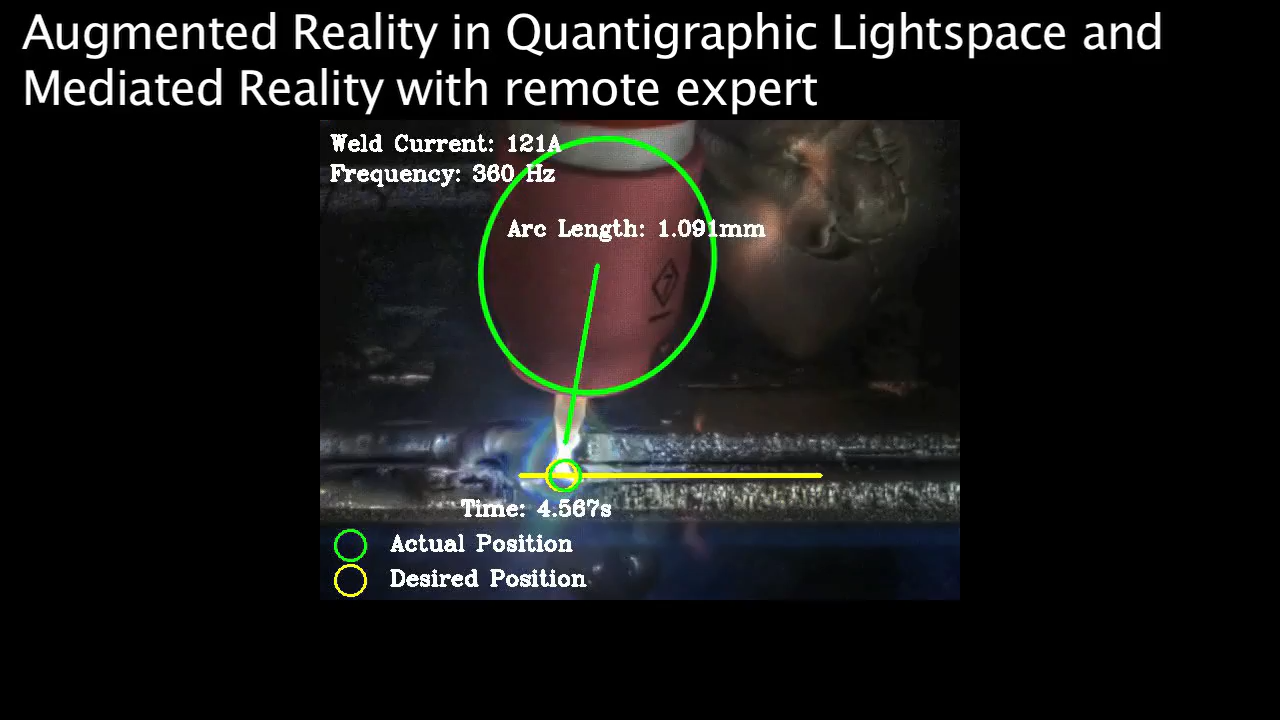 Augmented Reality in Quantigraphic Lightspace and
Mediated Reality with remote expert
Weld Current: 121A
Frequency: 360 Hz
Arc Length: 1.091mm
Time: 4.567s
Actual Position
Desired Position